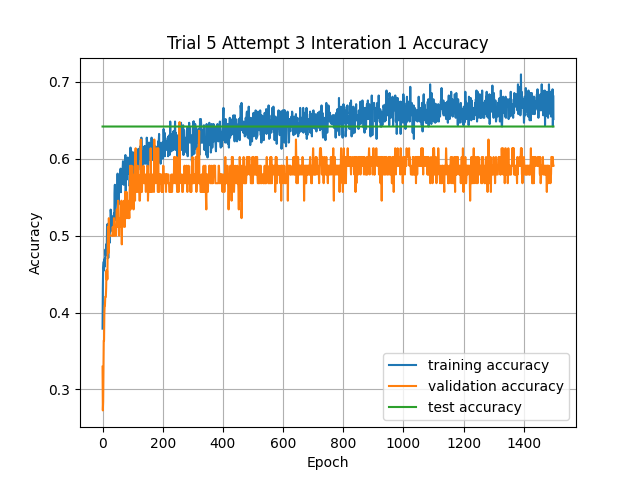 Trial 5 Attempt 3 Interation 1 Accuracy
0.7
0.6
0.5
0.4
0.3
Accuracy
0
200
400
600
800
1000
1200
1400
Epoch
training accuracy
validation accuracy
test accuracy